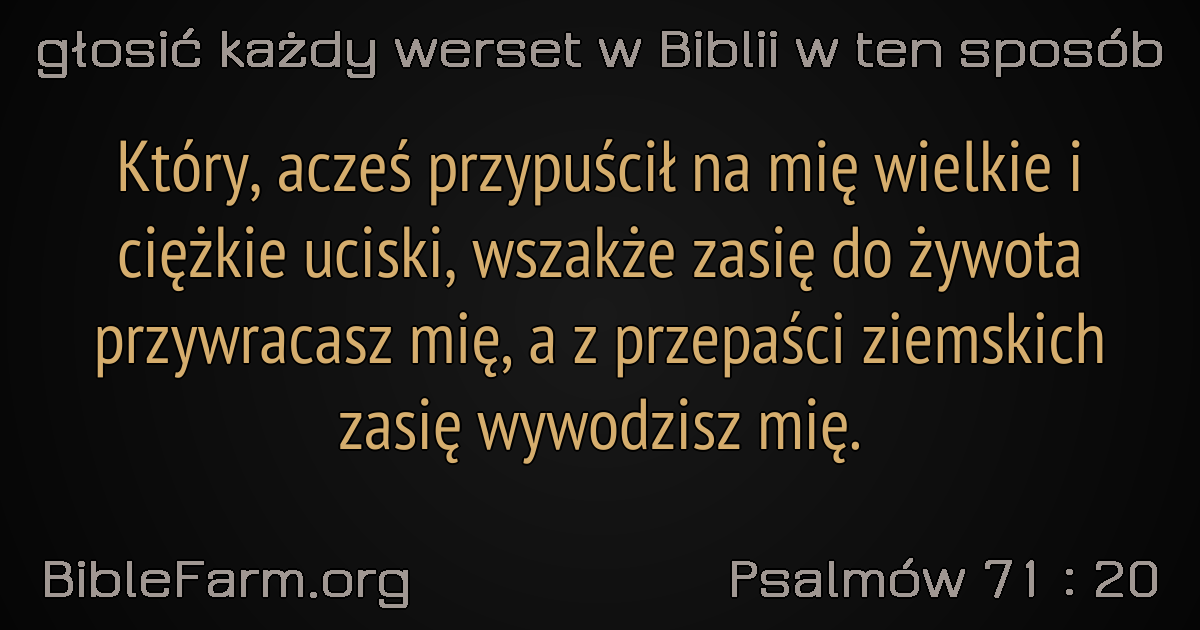 głosić każdy werset w Biblii w ten sposób
Który, acześ przypuścił na mię wielkie i
ciężkie uciski, wszakże zasię do żywota
przywracasz mię, a z przepaści ziemskich
zasię wywodzisz mię.
BibleFarm.org
Psalmów 71 : 20